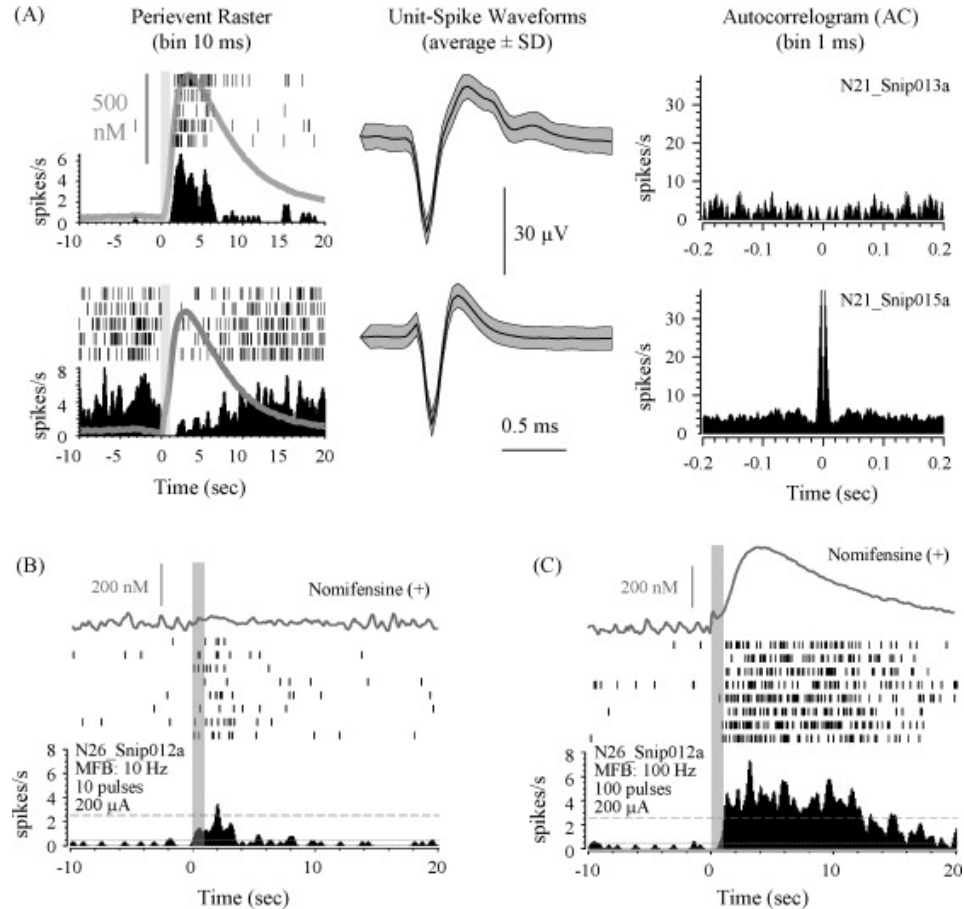 (A)
Perievent Raster
(bin 10 ms)
Unit-Spike Waveforms
(average ± SD)
Autocorrelogram (AC)
(bin 1 ms)
500
nM
spikes/s
6
4
2
0
-10 -5 0 5 10 15 20
30 µV
N21_Snip013a
spikes/s
30
20
10
0
-0.2 -0.1 0 0.1 0.2
spikes/s
8
4
0
-10 -5 0 5 10 15 20
Time (sec)
0.5 ms
N21_Snip015a
spikes/s
30
20
10
0
-0.2 -0.1 0 0.1 0.2
Time (sec)
(B)
200 nM
Nomifensine (+)
N26_Snip012a
MFB: 10 Hz
10 pulses
200 µA
spikes/s
8
6
4
2
0
-10 0 10 20
Time (sec)
(C)
200 nM
Nomifensine (+)
N26_Snip012a
MFB: 100 Hz
100 pulses
200 µA
spikes/s
8
6
4
2
0
-10 0 10 20
Time (sec)